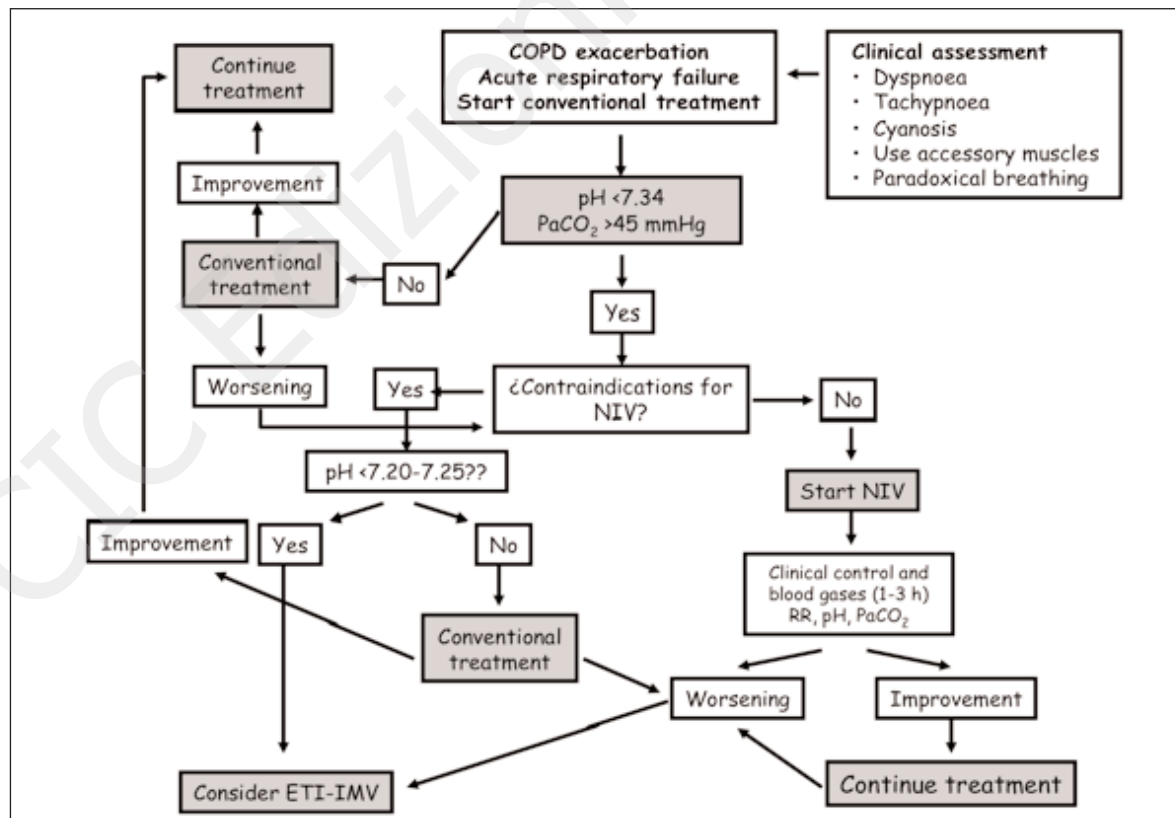 Continue
treatment
COPD exacerbation
Acute respiratory failure
Start conventional treatment
Clinical assessment
· Dyspnoea
· Tachypnoea
· Cyanosis
· Use accessory muscles
· Paradoxical breathing
Improvement
pH <7.34
PaCO₂ >45 mmHg
Conventional
treatment
No
Yes
Worsening
Yes
¿Contraindications for
NIV?
No
pH <7.20-7.25??
Start NIV
Improvement
Yes
No
Clinical control and
blood gases (1-3 h)
RR, pH, PaCO₂
Conventional
treatment
Worsening
Improvement
Consider ETI-IMV
Continue treatment
CIC Edizioni